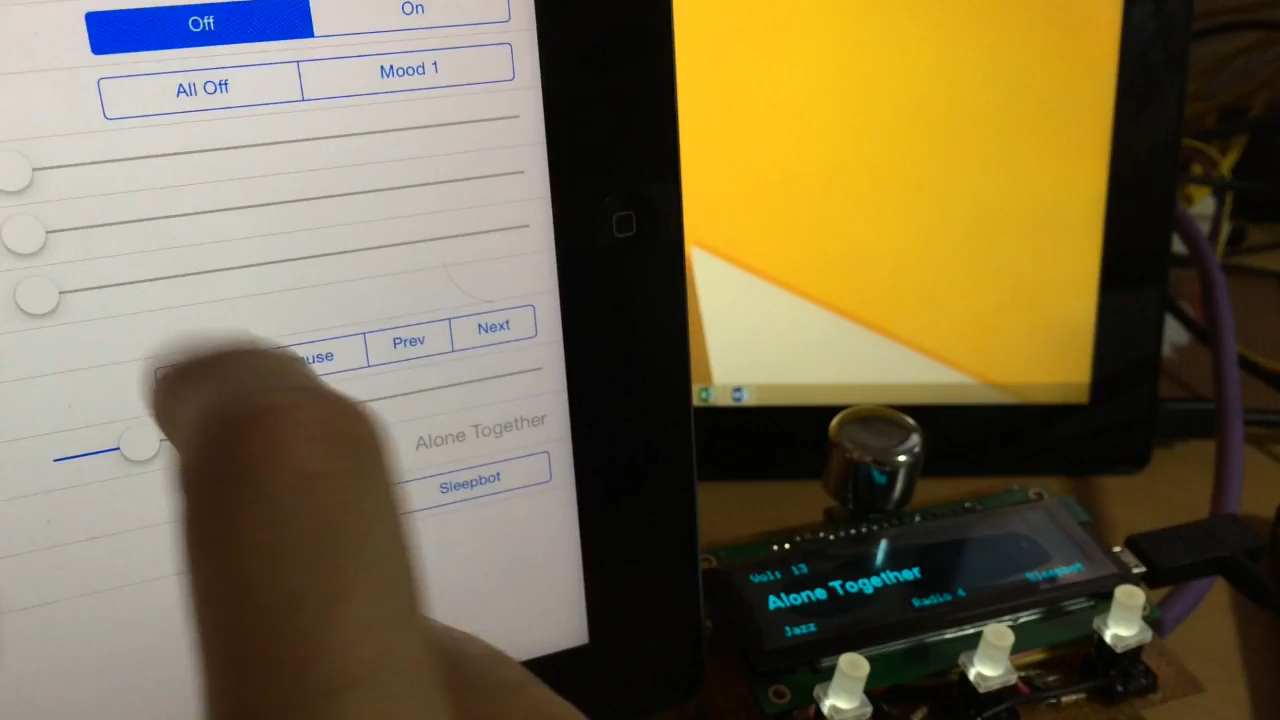 Off On
All Off Mood 1
Prev Next
Alone Together
Sleepbot
Vol: 13
Alone Together
Sleepbot
Radio 4
Jazz